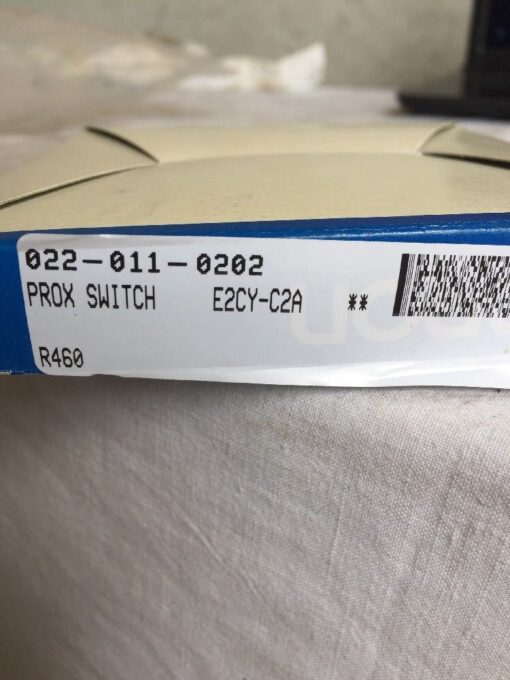 022-011-0202
PROX SWITCH E2CY-C2A **
R460